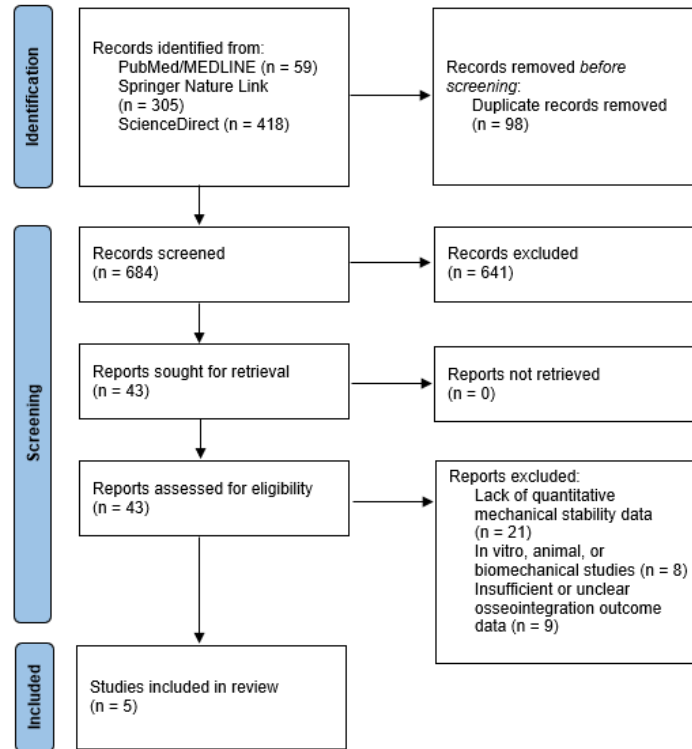 Identification
Records identified from:
PubMed/MEDLINE (n = 59)
Springer Nature Link
(n = 305)
ScienceDirect (n = 418)
Records removed before
screening:
Duplicate records removed
(n = 98)
Screening
Records screened
(n = 684)
Records excluded
(n = 641)
Reports sought for retrieval
(n = 43)
Reports not retrieved
(n = 0)
Reports assessed for eligibility
(n = 43)
Reports excluded:
Lack of quantitative
mechanical stability data
(n = 21)
In vitro, animal, or
biomechanical studies (n = 8)
Insufficient or unclear
osseointegration outcome
data (n = 9)
Included
Studies included in review
(n = 5)